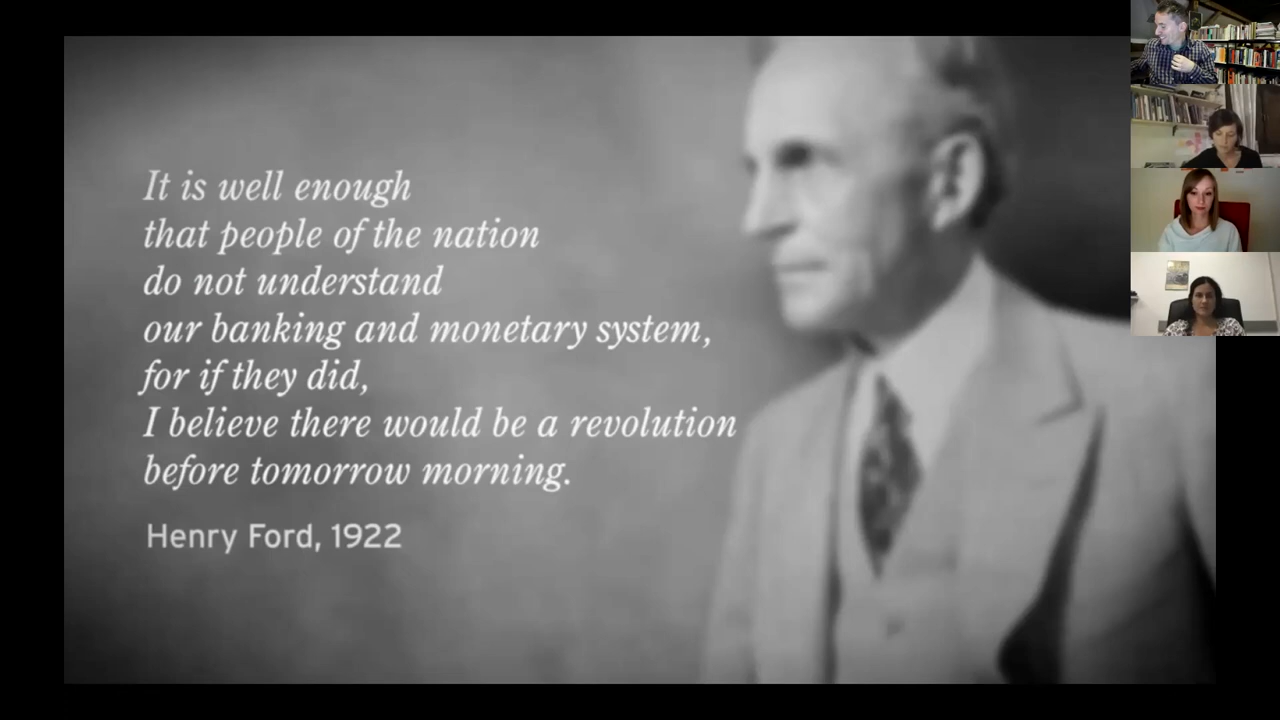 It is well enough
that people of the nation
do not understand
our banking and monetary system,
for if they did,
I believe there would be a revolution
before tomorrow morning.
Henry Ford, 1922